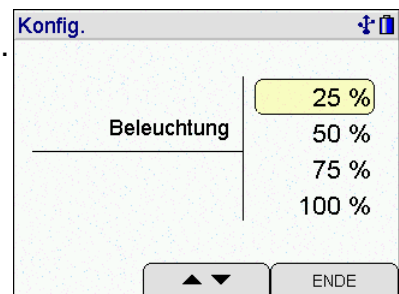 Konfig.
25 %
Beleuchtung
50 %
75 %
100 %
▲ ▼
ENDE